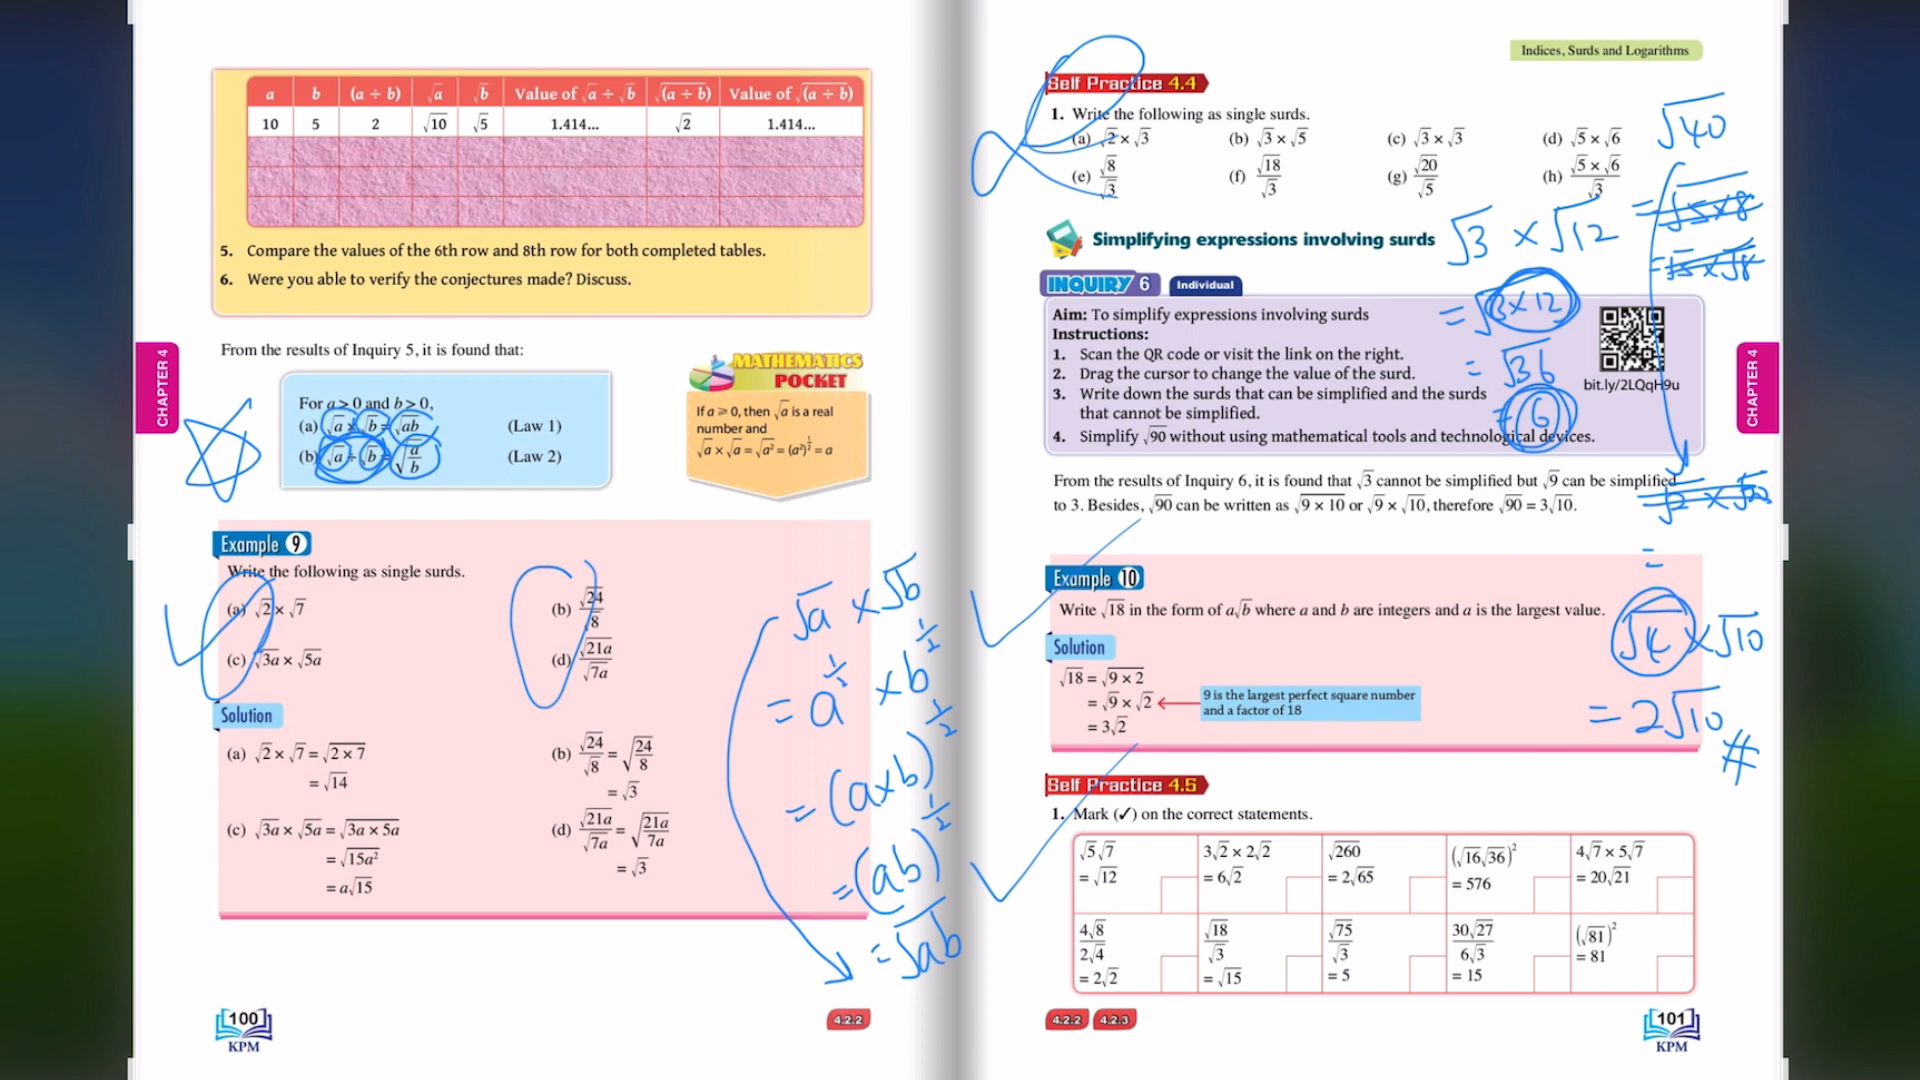 a b (a ÷ b) √a √b Value of √a ÷ √b √(a ÷ b) Value of √(a ÷ b)
10 5 2 √10 √5 1.414... √2 1.414...
5. Compare the values of the 6th row and 8th row for both completed tables.
6. Were you able to verify the conjectures made? Discuss.
CHAPTER 4
From the results of Inquiry 5, it is found that:
For a > 0 and b > 0,
(a) √a × √b = √ab (Law 1)
(b) √a ÷ √b = √(a/b) (Law 2)
MATHEMATICS
POCKET
If a ⩾ 0, then √a is a real
number and
√a × √a = √a² = (a²)^½ = a
Example 9
Write the following as single surds.
(a) √2 × √7 (b) √24/√8
(c) √3a × √5a (d) √21a/√7a
Solution
(a) √2 × √7 = √2 × 7
= √14
(b) √24/√8 = √(24/8)
= √3
(c) √3a × √5a = √3a × 5a
= √15a²
= a√15
(d) √21a/√7a = √(21a/7a)
= √3
√a × √b
= a^½ × b^½
= (a×b)^½
= (ab)^½
= √ab
100
KPM
4.2.2
Indices, Surds and Logarithms
Self Practice 4.4
1. Write the following as single surds.
(a) √2 × √3 (b) √3 × √5 (c) √3 × √3 (d) √5 × √6
(e) √8/√3 (f) √18/√3 (g) √20/√5 (h) √5 × √6/√3
Simplifying expressions involving surds
√3 × √12
= √3×12
= √36
= 6
INQUIRY 6 Individual
Aim: To simplify expressions involving surds
Instructions:
1. Scan the QR code or visit the link on the right.
2. Drag the cursor to change the value of the surd.
3. Write down the surds that can be simplified and the surds
that cannot be simplified.
4. Simplify √90 without using mathematical tools and technological devices.
bit.ly/2LQqH9u
CHAPTER 4
From the results of Inquiry 6, it is found that √3 cannot be simplified but √9 can be simplified
to 3. Besides, √90 can be written as √9 × 10 or √9 × √10, therefore √90 = 3√10.
√40
= √5×8
= √5 × √8
=
√4 × √10
= 2√10 #
Example 10
Write √18 in the form of a√b where a and b are integers and a is the largest value.
Solution
√18 = √9 × 2
= √9 × √2
= 3√2
9 is the largest perfect square number
and a factor of 18
Self Practice 4.5
1. Mark (✓) on the correct statements.
√5√7 = √12
3√2 × 2√2 = 6√2
√260 = 2√65
(√16√36)² = 576
4√7 × 5√7 = 20√21
4√8/2√4 = 2√2
√18/√3 = √15
√75/√3 = 5
30√27/6√3 = 15
(√81)² = 81
4.2.2 4.2.3
101
KPM